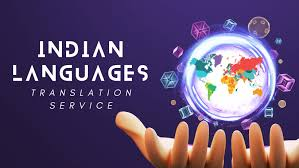 INDIAN
LANGUAGES
TRANSLATION
SERVICE